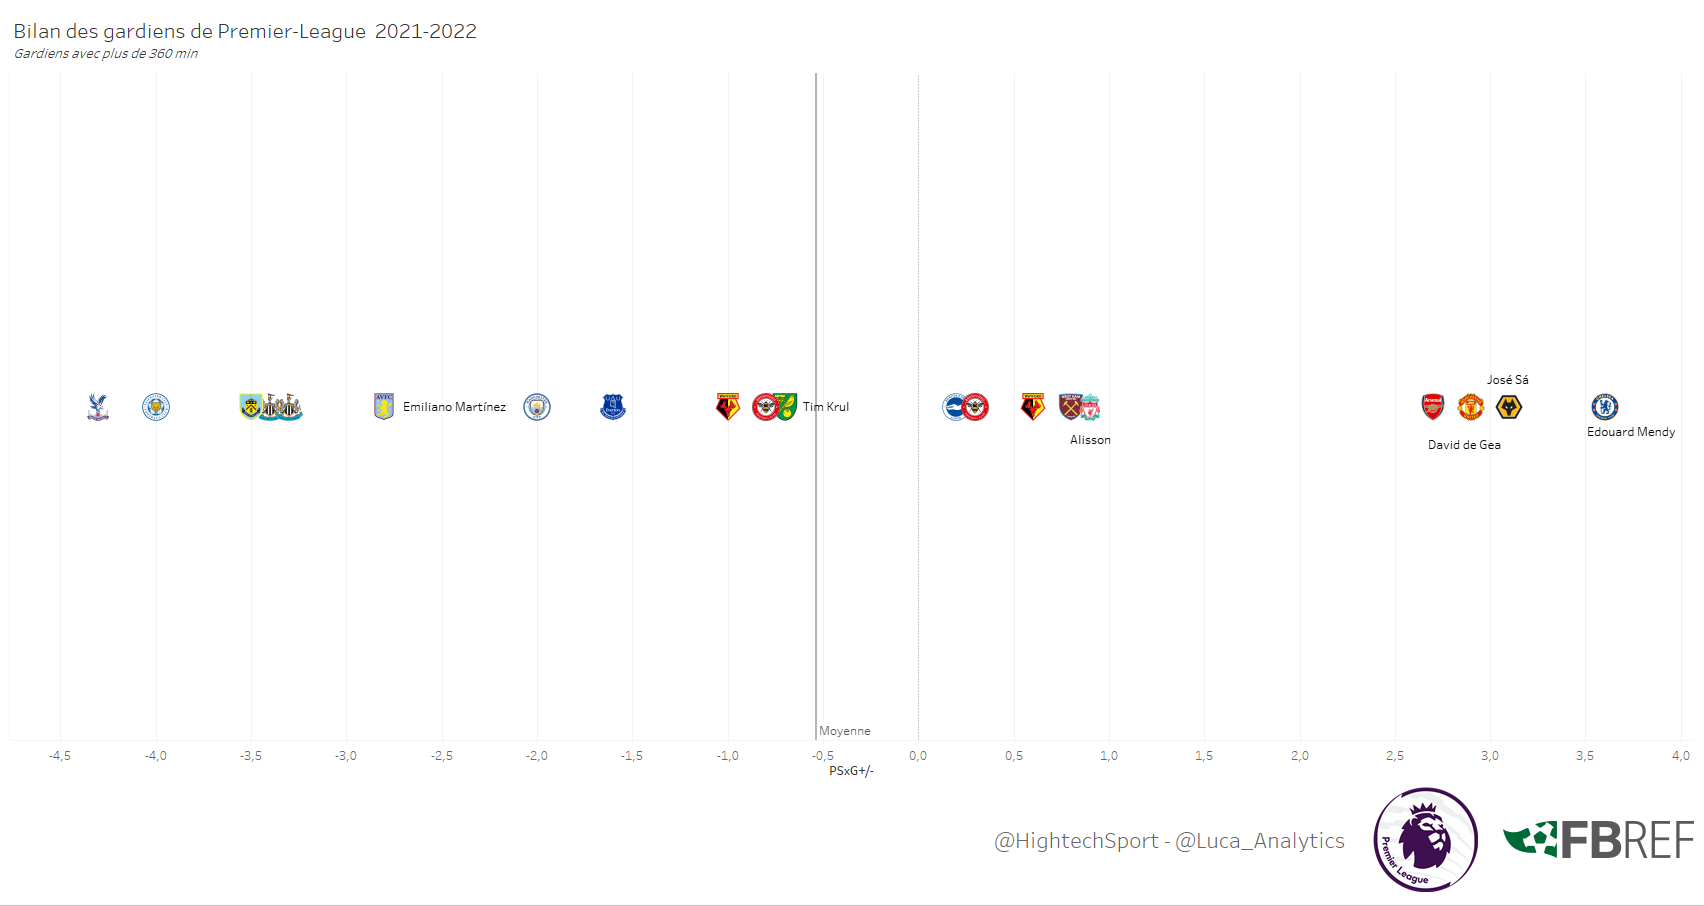 Bilan des gardiens de Premier-League 2021-2022
Gardiens avec plus de 360 min
José Sá
Emiliano Martínez
Tim Krul
Edouard Mendy
Alisson
David de Gea
Moyenne
-4,5 -4,0 -3,5 -3,0 -2,5 -2,0 -1,5 -1,0 -0,5 0,0 0,5 1,0 1,5 2,0 2,5 3,0 3,5 4,0
PSxG+/-
@HightechSport - @Luca_Analytics
Premier League
FBREF